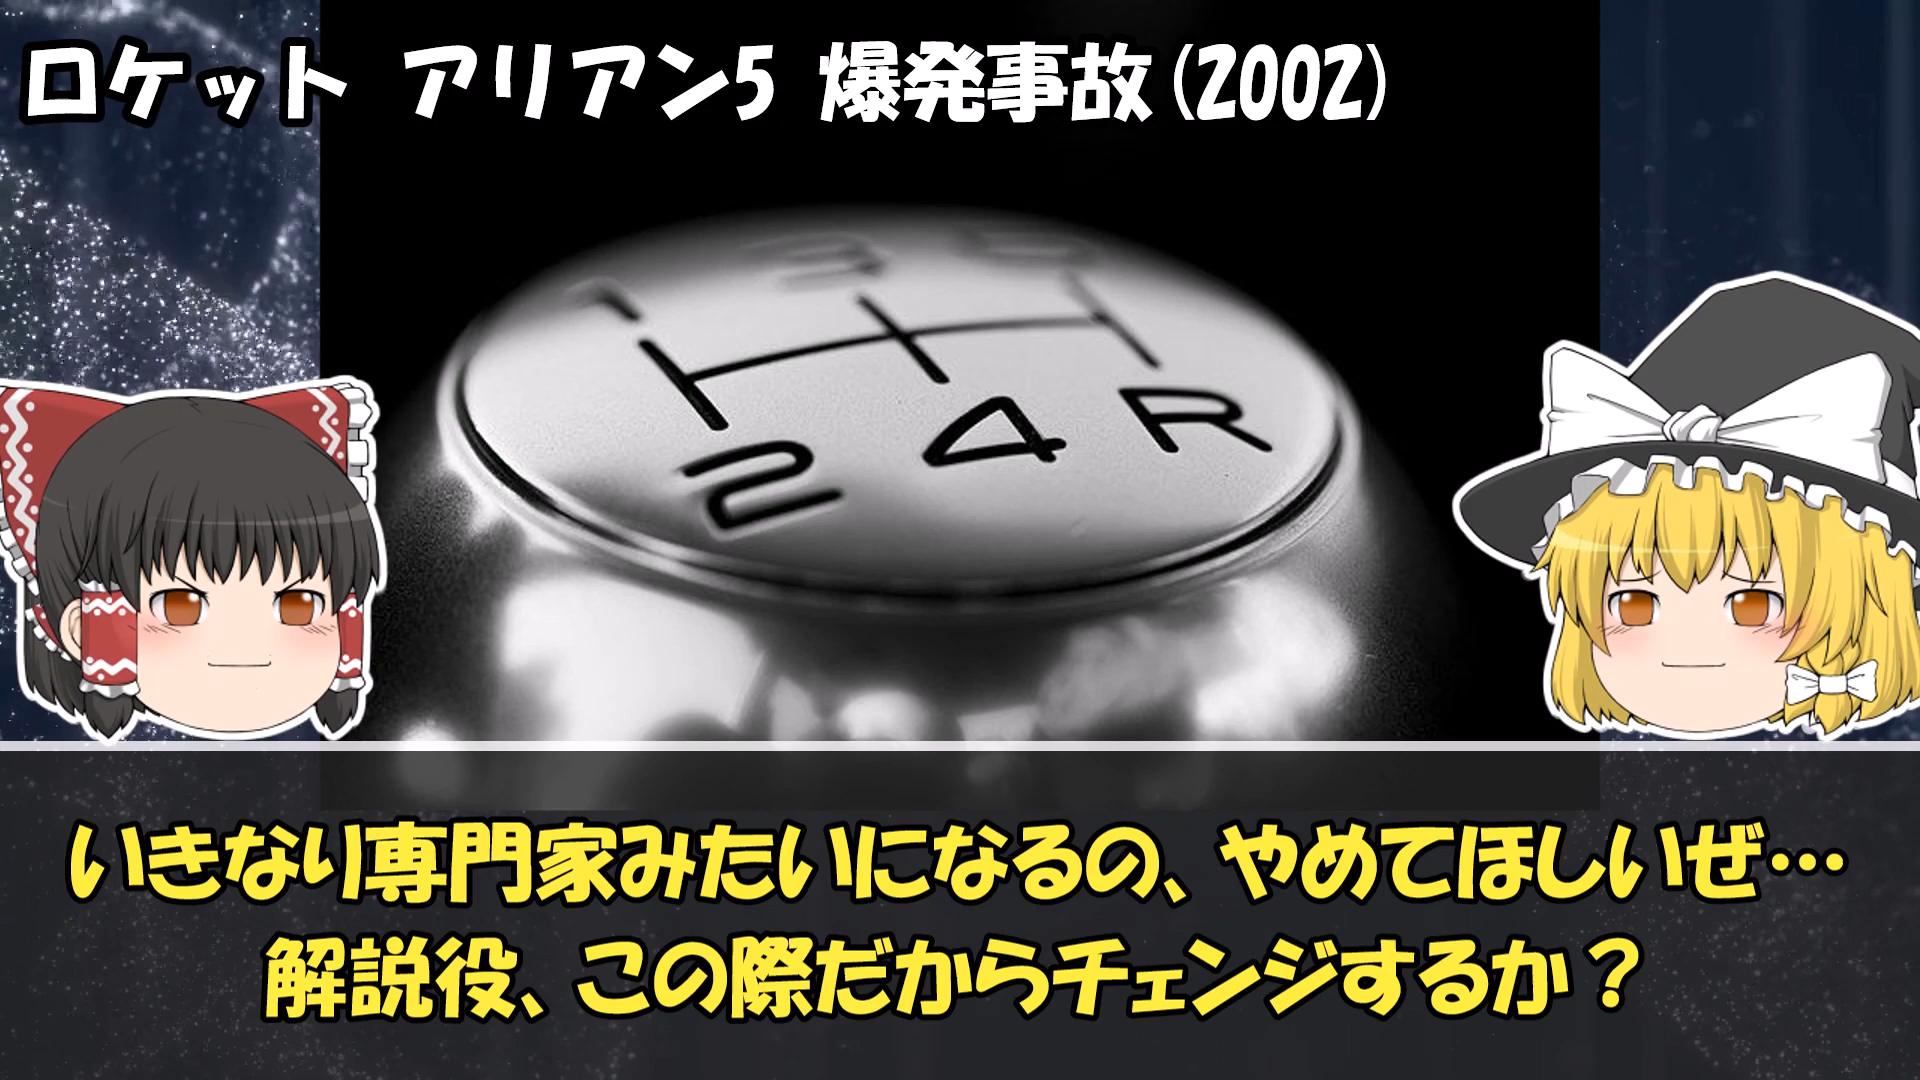 ロケット アリアン5 爆発事故(2002)
1 3 5
2 4 R
いきなり専門家みたいになるの、やめてほしいぜ…
解説役、この際だからチェンジするか？